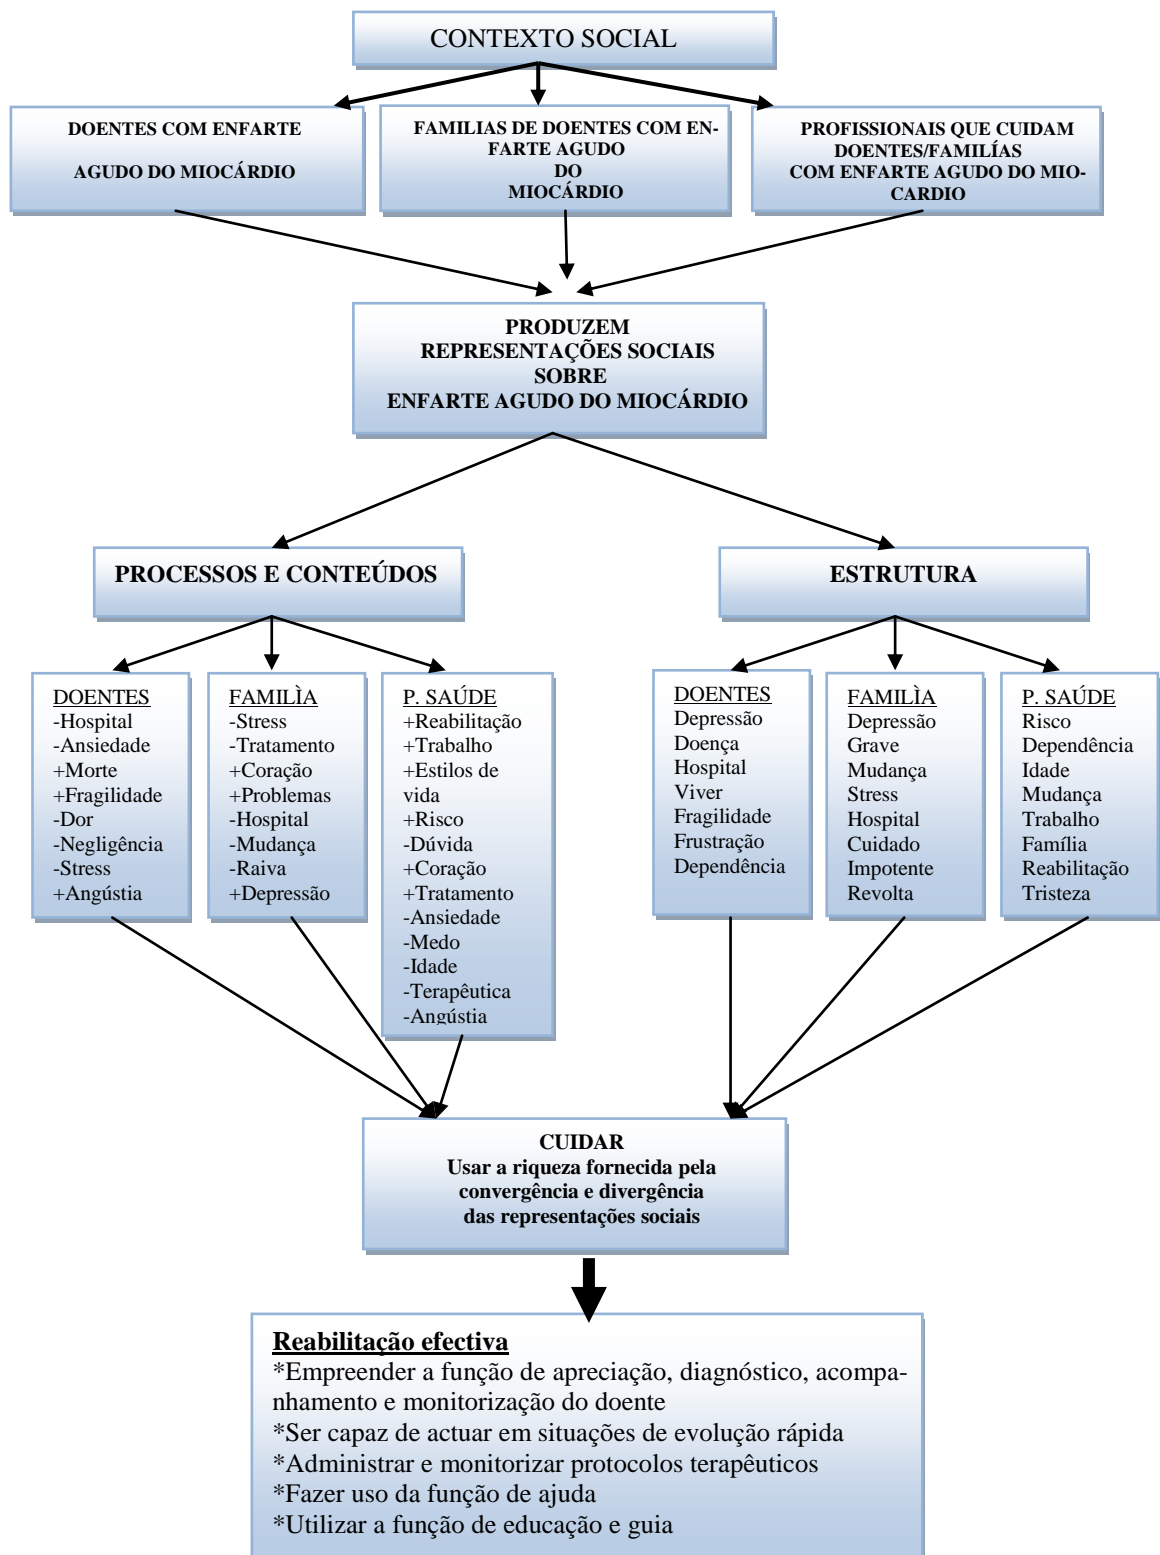 CONTEXTO SOCIAL
DOENTES COM ENFARTE
AGUDO DO MIOCÁRDIO
FAMILIAS DE DOENTES COM EN-
FARTE AGUDO
DO
MIOCÁRDIO
PROFISSIONAIS QUE CUIDAM
DOENTES/FAMILÍAS
COM ENFARTE AGUDO DO MIO-
CARDIO
PRODUZEM
REPRESENTAÇÕES SOCIAIS
SOBRE
ENFARTE AGUDO DO MIOCÁRDIO
PROCESSOS E CONTEÚDOS
ESTRUTURA
DOENTES
-Hospital
-Ansiedade
+Morte
+Fragilidade
-Dor
-Negligência
-Stress
+Angústia
FAMILÌA
-Stress
-Tratamento
+Coração
+Problemas
-Hospital
-Mudança
-Raiva
+Depressão
P. SAÚDE
+Reabilitação
+Trabalho
+Estilos de
vida
+Risco
-Dúvida
+Coração
+Tratamento
-Ansiedade
-Medo
-Idade
-Terapêutica
-Angústia
DOENTES
Depressão
Doença
Hospital
Viver
Fragilidade
Frustração
Dependência
FAMILÌA
Depressão
Grave
Mudança
Stress
Hospital
Cuidado
Impotente
Revolta
P. SAÚDE
Risco
Dependência
Idade
Mudança
Trabalho
Família
Reabilitação
Tristeza
CUIDAR
Usar a riqueza fornecida pela
convergência e divergência
das representações sociais
Reabilitação efectiva
*Empreender a função de apreciação, diagnóstico, acompa-
nhamento e monitorização do doente
*Ser capaz de actuar em situações de evolução rápida
*Administrar e monitorizar protocolos terapêuticos
*Fazer uso da função de ajuda
*Utilizar a função de educação e guia